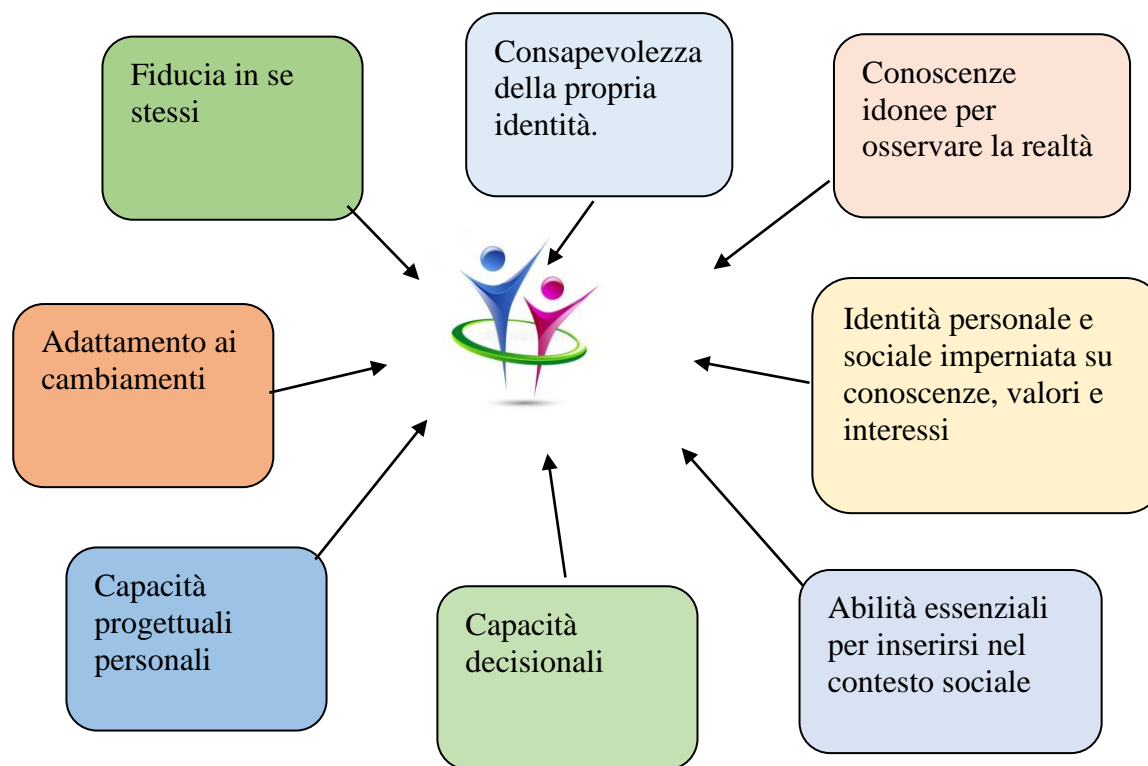 Fiducia in se
stessi
Consapevolezza
della propria
identità.
Conoscenze
idonee per
osservare la realtà
Adattamento ai
cambiamenti
Identità personale e
sociale imperniata su
conoscenze, valori e
interessi
Capacità
progettuali
personali
Capacità
decisionali
Abilità essenziali
per inserirsi nel
contesto sociale